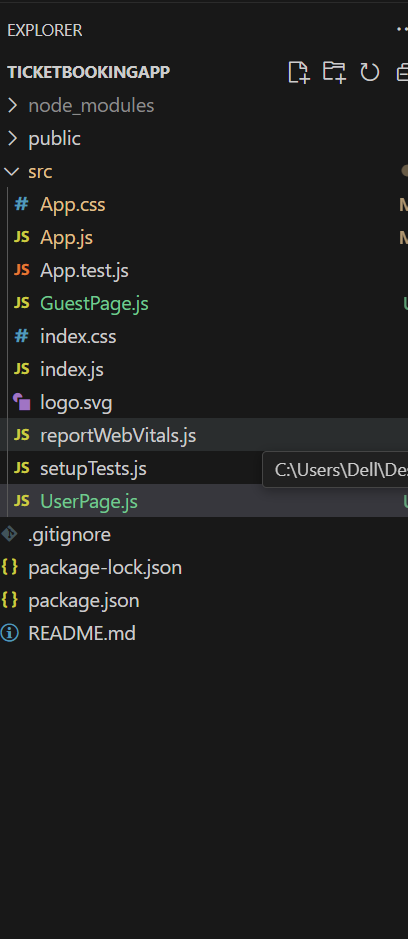 EXPLORER
TICKETBOOKINGAPP
node_modules
public
src
# App.css M
JS App.js M
JS App.test.js
JS GuestPage.js U
# index.css
JS index.js
logo.svg
JS reportWebVitals.js
JS setupTests.js
C:\Users\Dell\Des
JS UserPage.js U
.gitignore
{} package-lock.json
{} package.json
README.md